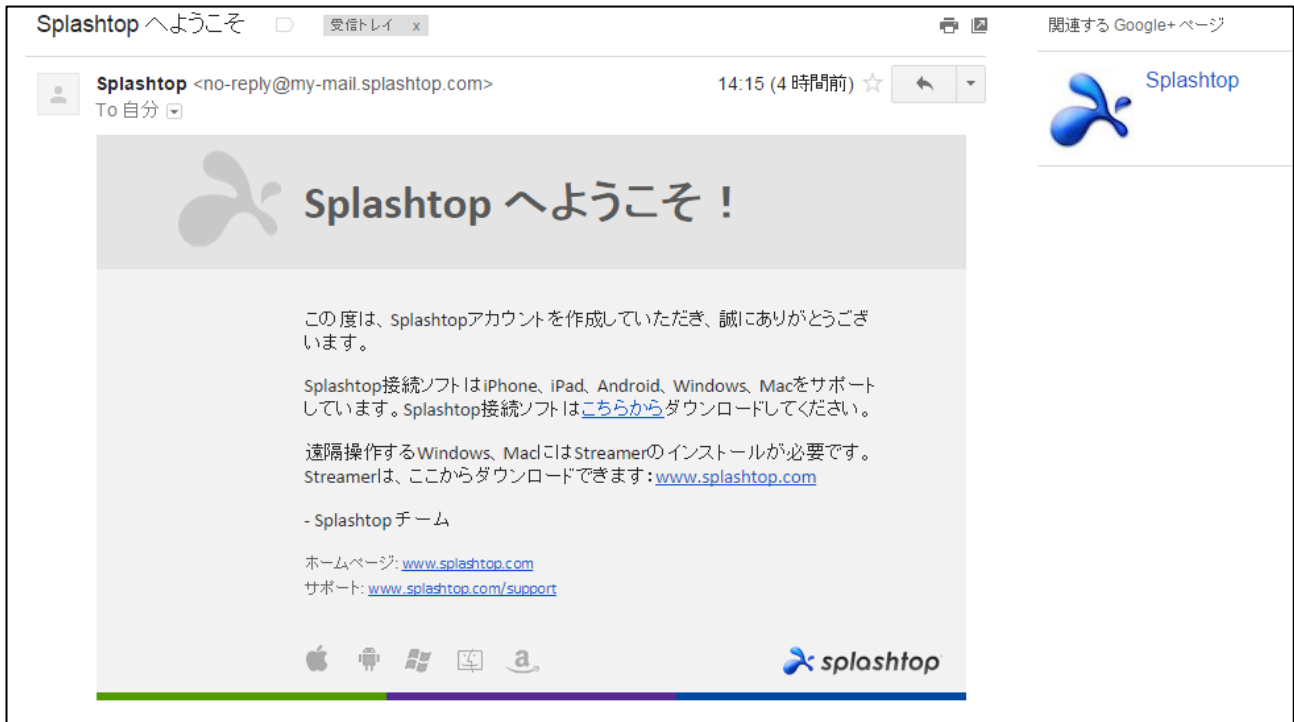 Splashtop へようこそ
受信トレイ x
関連する Google+ ページ
Splashtop <no-reply@my-mail.splashtop.com>
14:15 (4 時間前)
To 自分
Splashtop
Splashtop へようこそ！
この度は、Splashtopアカウントを作成していただき、誠にありがとうござ
います。
Splashtop接続ソフトはiPhone、iPad、Android、Windows、Macをサポート
しています。Splashtop接続ソフトはこちらからダウンロードしてください。
遠隔操作するWindows、MacにはStreamerのインストールが必要です。
Streamerは、ここからダウンロードできます：www.splashtop.com
- Splashtopチーム
ホームページ: www.splashtop.com
サポート: www.splashtop.com/support
a
splashtop